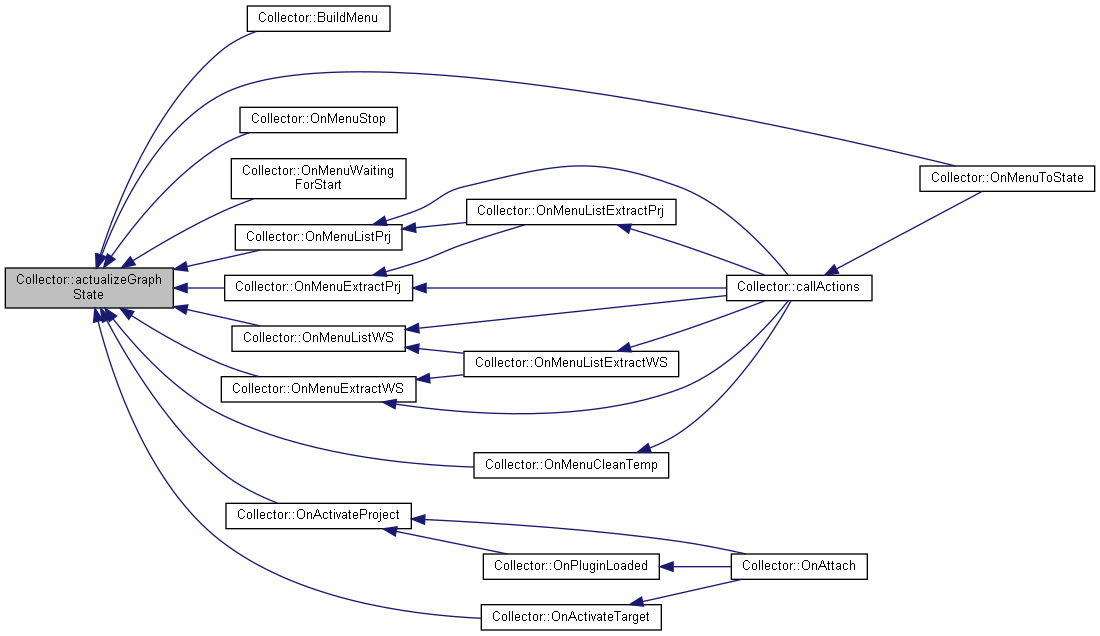 Collector::BuildMenu
Collector::OnMenuStop
Collector::OnMenuWaiting
ForStart
Collector::OnMenuToState
Collector::OnMenuListPrj
Collector::OnMenuListExtractPrj
Collector::actualizeGraph
State
Collector::OnMenuExtractPrj
Collector::callActions
Collector::OnMenuListWS
Collector::OnMenuListExtractWS
Collector::OnMenuExtractWS
Collector::OnMenuCleanTemp
Collector::OnActivateProject
Collector::OnPluginLoaded
Collector::OnAttach
Collector::OnActivateTarget